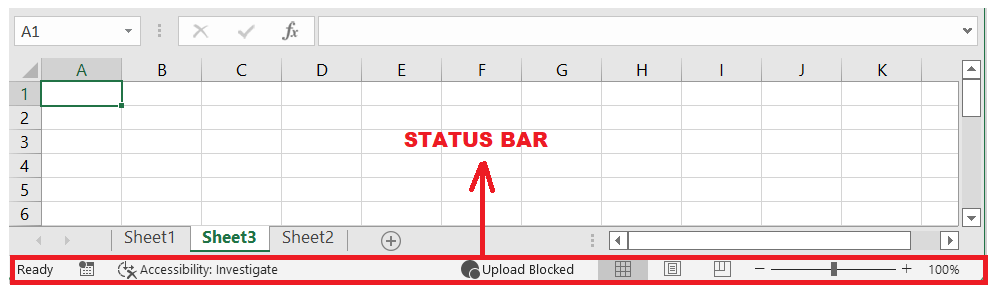 A1 fx
A B C D E F G H I J K
1
2
3
STATUS BAR
4
5
6
Sheet1 Sheet3 Sheet2
Ready Accessibility: Investigate Upload Blocked 100%